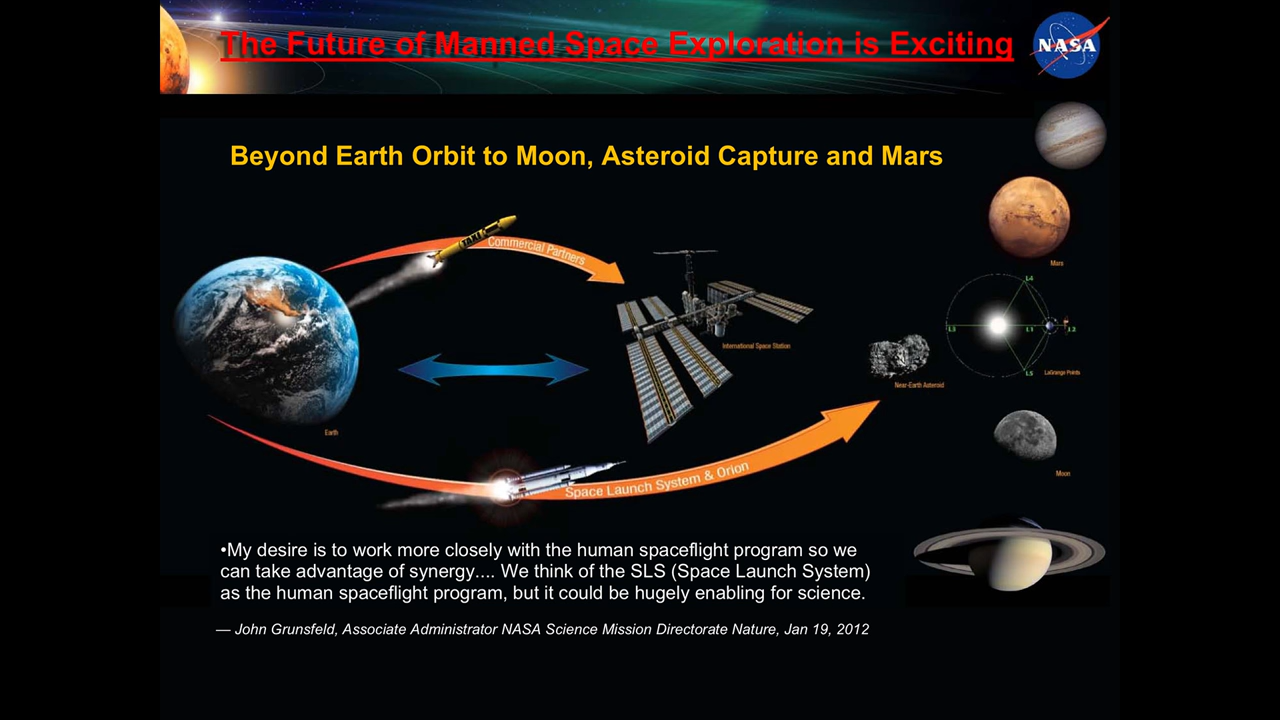 The Future of Manned Space Exploration is Exciting
NASA
Beyond Earth Orbit to Moon, Asteroid Capture and Mars
Commercial Partners
Mars
L4
L3
L1
L2
L5
LaGrange Points
International Space Station
Near-Earth Asteroid
Earth
Moon
Space Launch System & Orion
•My desire is to work more closely with the human spaceflight program so we
can take advantage of synergy.... We think of the SLS (Space Launch System)
as the human spaceflight program, but it could be hugely enabling for science.
— John Grunsfeld, Associate Administrator NASA Science Mission Directorate Nature, Jan 19, 2012